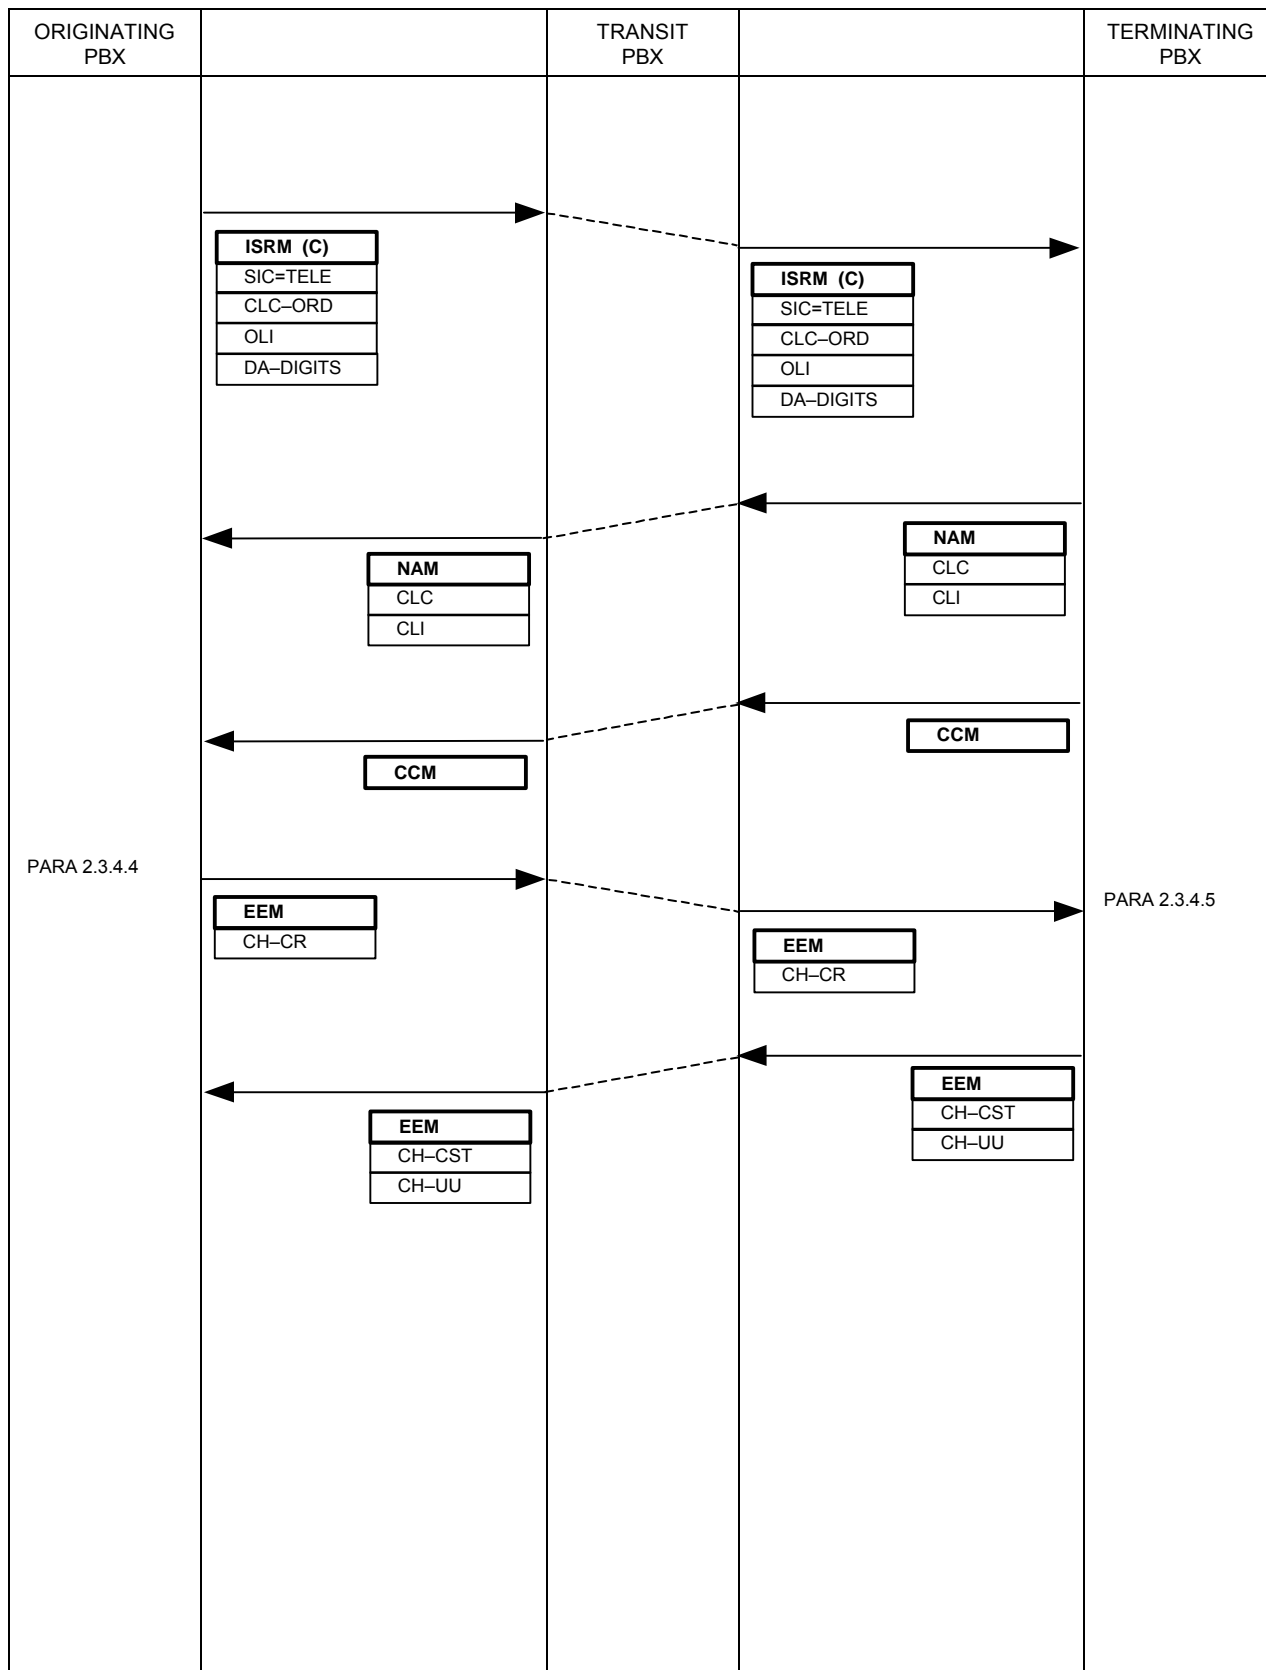 ORIGINATING
PBX
TRANSIT
PBX
TERMINATING
PBX
ISRM (C)
SIC=TELE
CLC–ORD
OLI
DA–DIGITS
ISRM (C)
SIC=TELE
CLC–ORD
OLI
DA–DIGITS
NAM
CLC
CLI
NAM
CLC
CLI
CCM
CCM
PARA 2.3.4.4
EEM
CH–CR
PARA 2.3.4.5
EEM
CH–CR
EEM
CH–CST
CH–UU
EEM
CH–CST
CH–UU